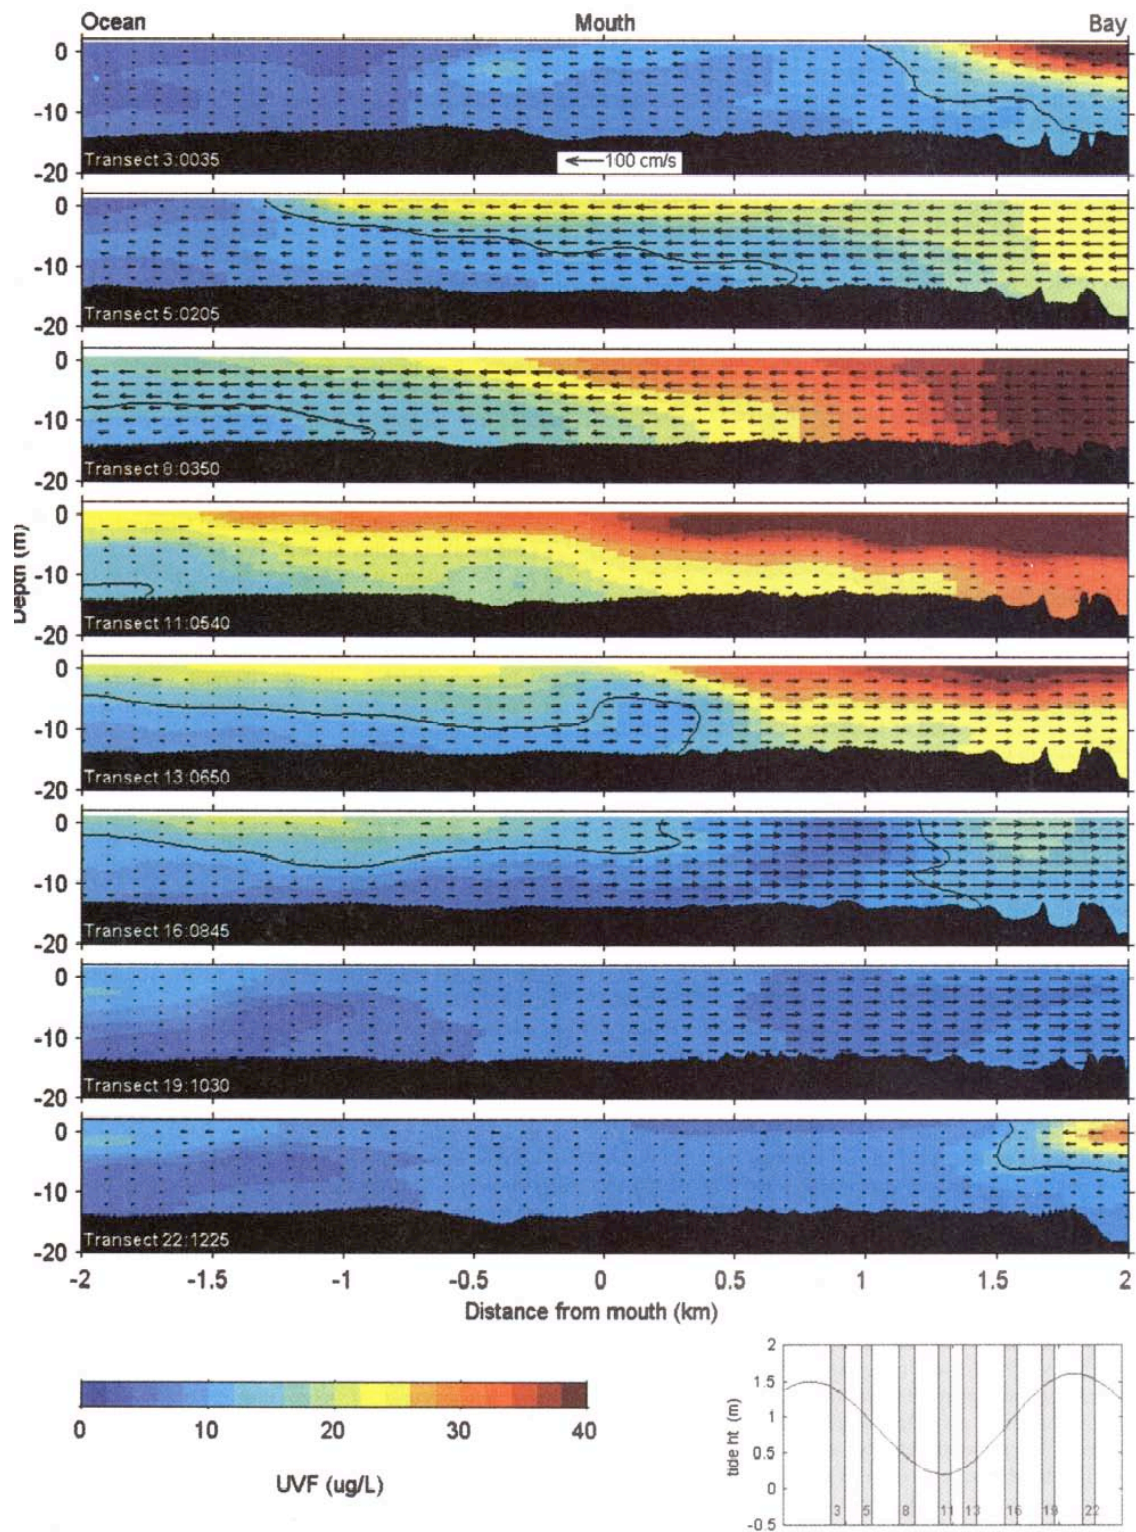 Ocean Mouth Bay
0
-10
-20
Transect 3:0035
100 cm/s
0
-10
-20
Transect 5:0205
0
-10
-20
Transect 8:0350
0
-10
-20
Transect 11:0540
Depth (m)
0
-10
-20
Transect 13:0650
0
-10
-20
Transect 16:0845
0
-10
-20
Transect 19:1030
0
-10
-20
Transect 22:1225
-2 -1.5 -1 -0.5 0 0.5 1 1.5 2
Distance from mouth (km)
0 10 20 30 40
UVF (ug/L)
2
1.5
1
0.5
0
-0.5
tide ht (m)
3 5 8 11 13 16 19 22